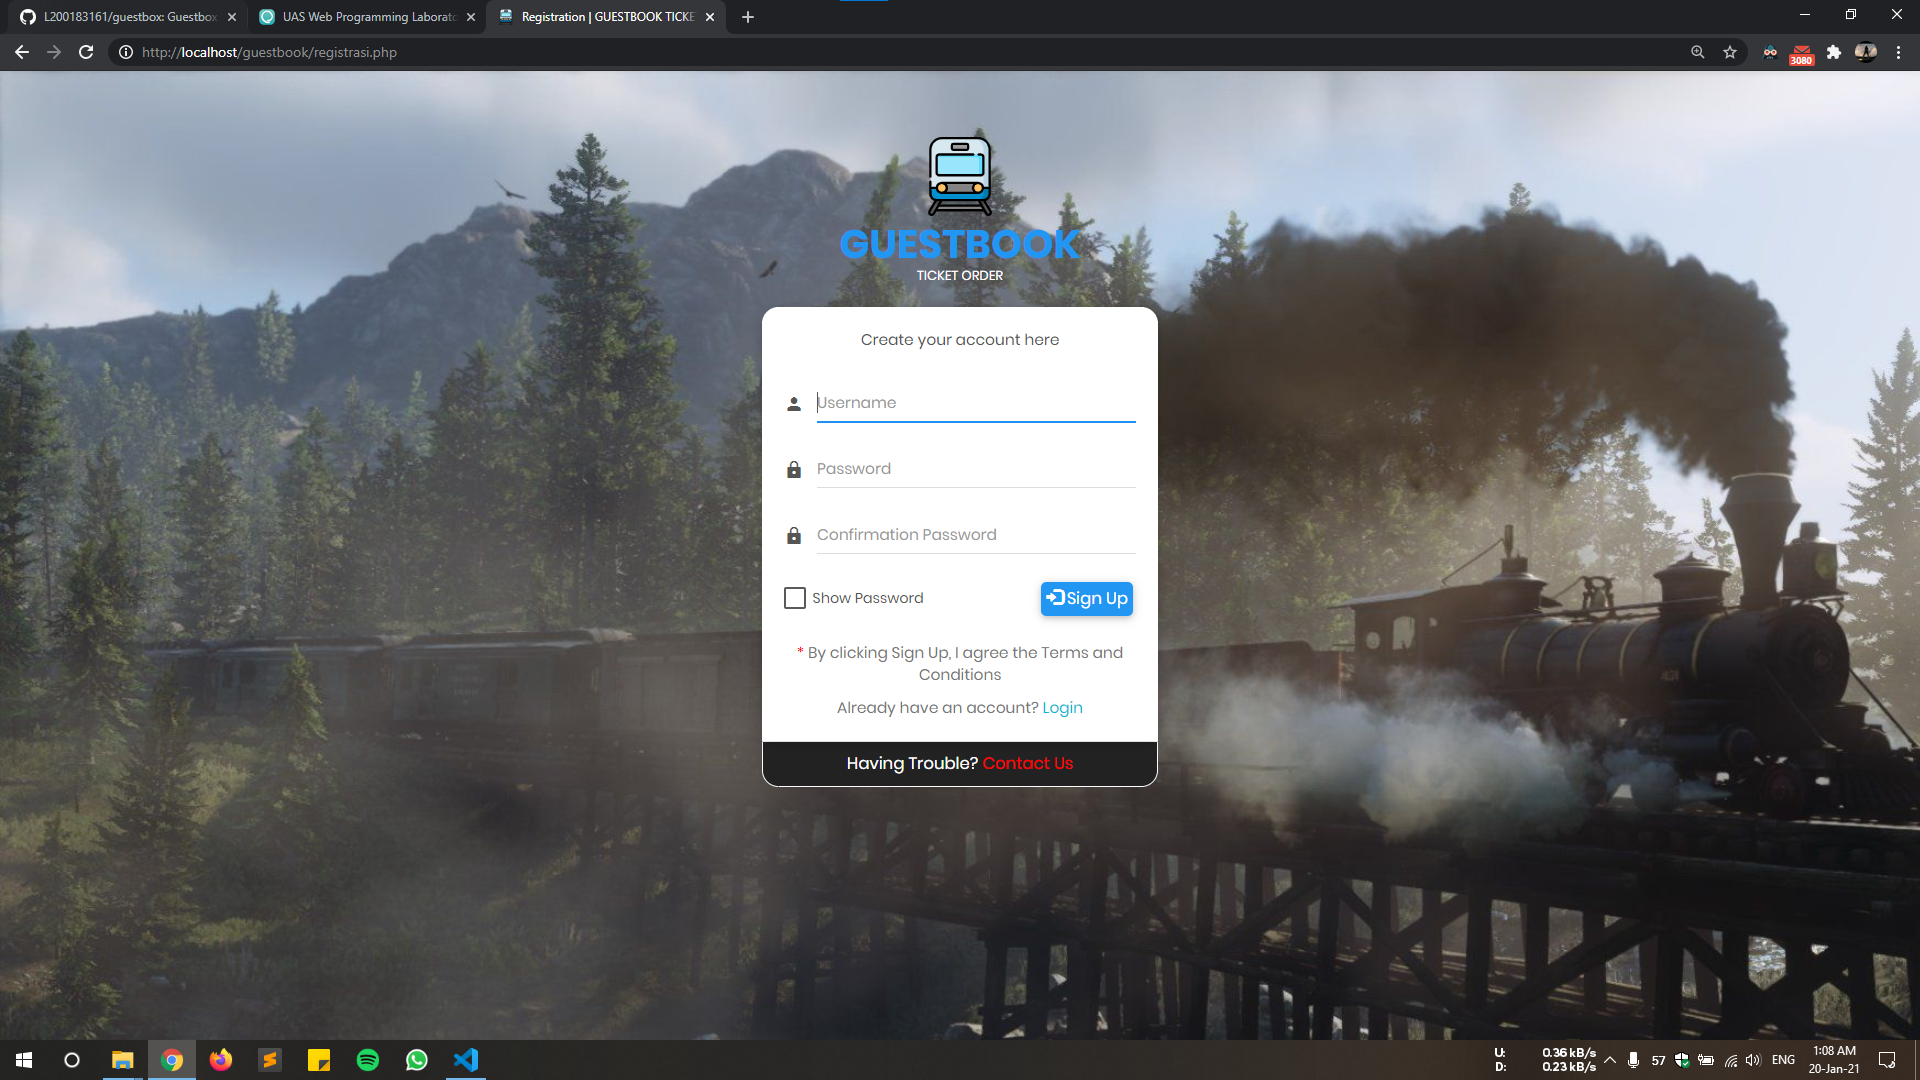 L200183161/guestbox: Guestbox
UAS Web Programming Laborato
Registration | GUESTBOOK TICKE
http://localhost/guestbook/registrasi.php
3080
GUESTBOOK
TICKET ORDER
Create your account here
Username
Password
Confirmation Password
Show Password
Sign Up
* By clicking Sign Up, I agree the Terms and
Conditions
Already have an account? Login
Having Trouble? Contact Us
U: 0.36 kB/s
D: 0.23 kB/s
57
ENG
1:08 AM
20-Jan-21